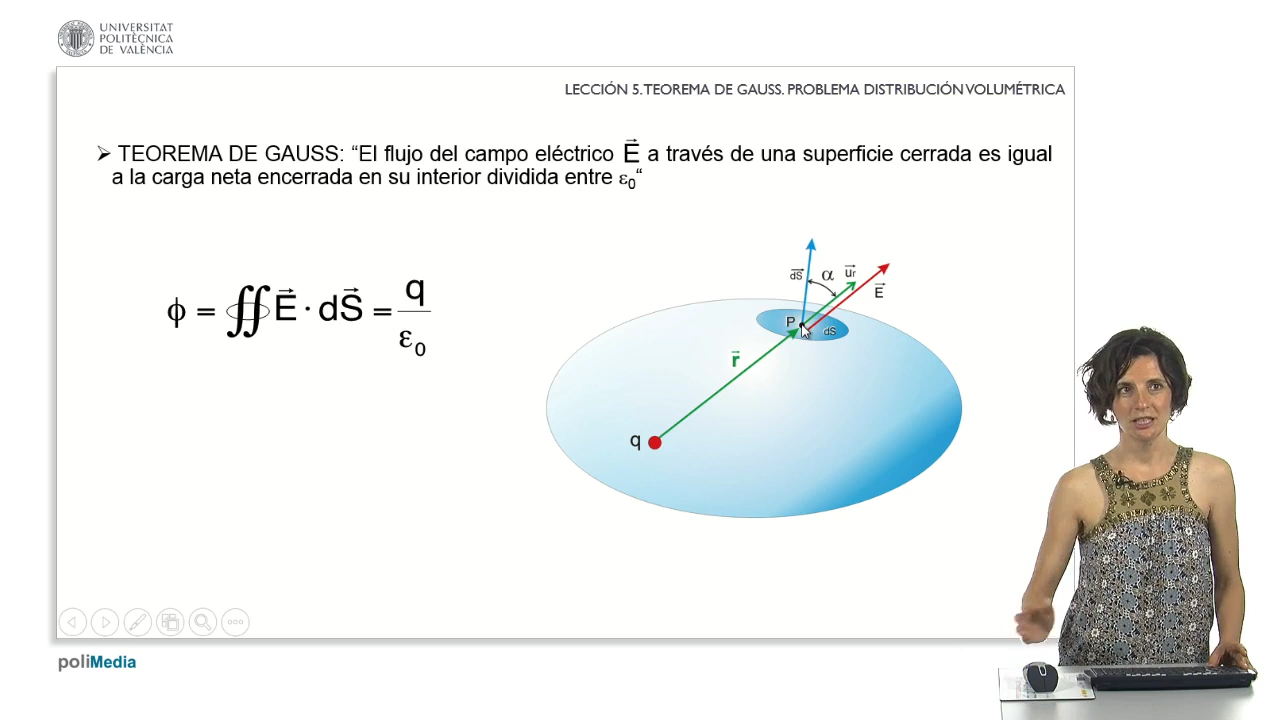 UNIVERSITAT
POLITÈCNICA
DE VALÈNCIA
LECCIÓN 5. TEOREMA DE GAUSS. PROBLEMA DISTRIBUCIÓN VOLUMÉTRICA
➢ TEOREMA DE GAUSS: “El flujo del campo eléctrico E⃗ a través de una superficie cerrada es igual
a la carga neta encerrada en su interior dividida entre ε₀“
ϕ = ∯ E⃗ · dS⃗ = q / ε₀
dS⃗ α u⃗r
E⃗
P
dS
r⃗
q
poliMedia